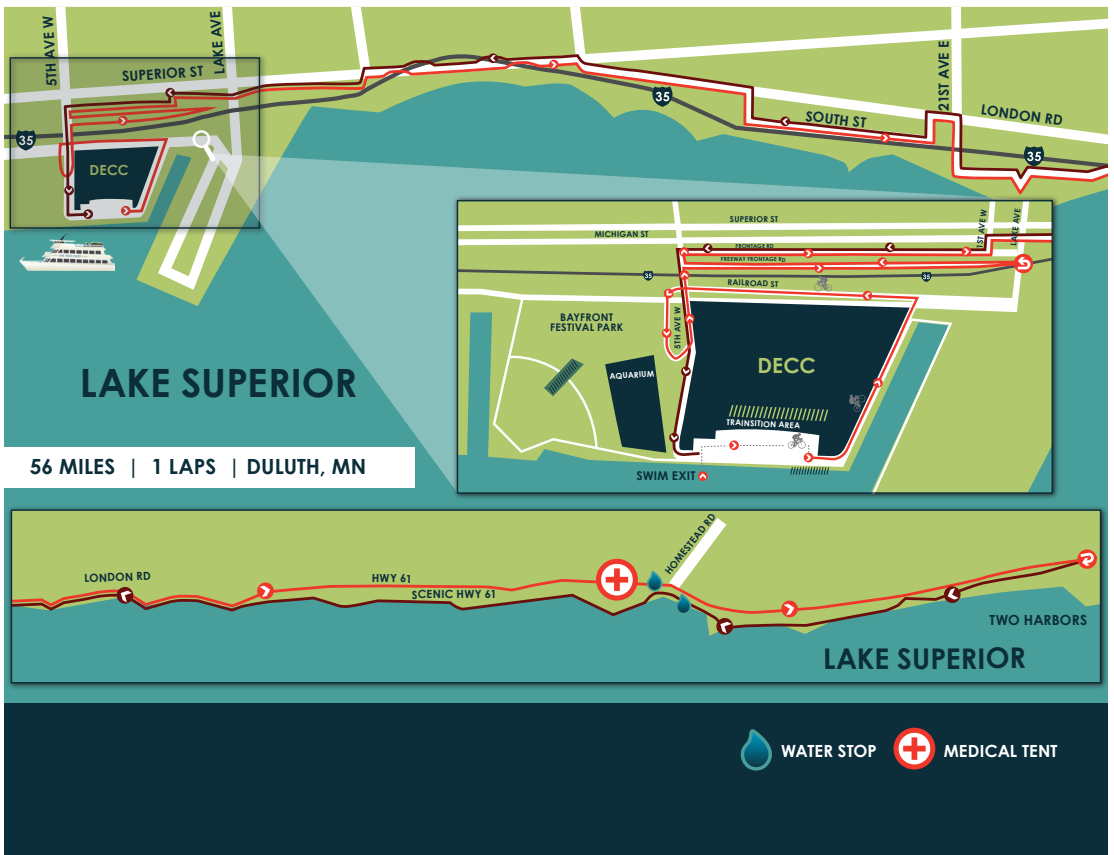 5TH AVE W
LAKE AVE
SUPERIOR ST
35
DECC
35
SOUTH ST
21ST AVE E
LONDON RD
35
SUPERIOR ST
MICHIGAN ST
1ST AVE W
LAKE AVE
FRONTAGE RD
FREEWAY FRONTAGE RD
35
35
RAILROAD ST
BAYFRONT
FESTIVAL PARK
5TH AVE W
AQUARIUM
DECC
TRAINSITION AREA
SWIM EXIT
LAKE SUPERIOR
56 MILES | 1 LAPS | DULUTH, MN
LONDON RD
HWY 61
SCENIC HWY 61
HOMESTEAD RD
TWO HARBORS
LAKE SUPERIOR
WATER STOP
MEDICAL TENT